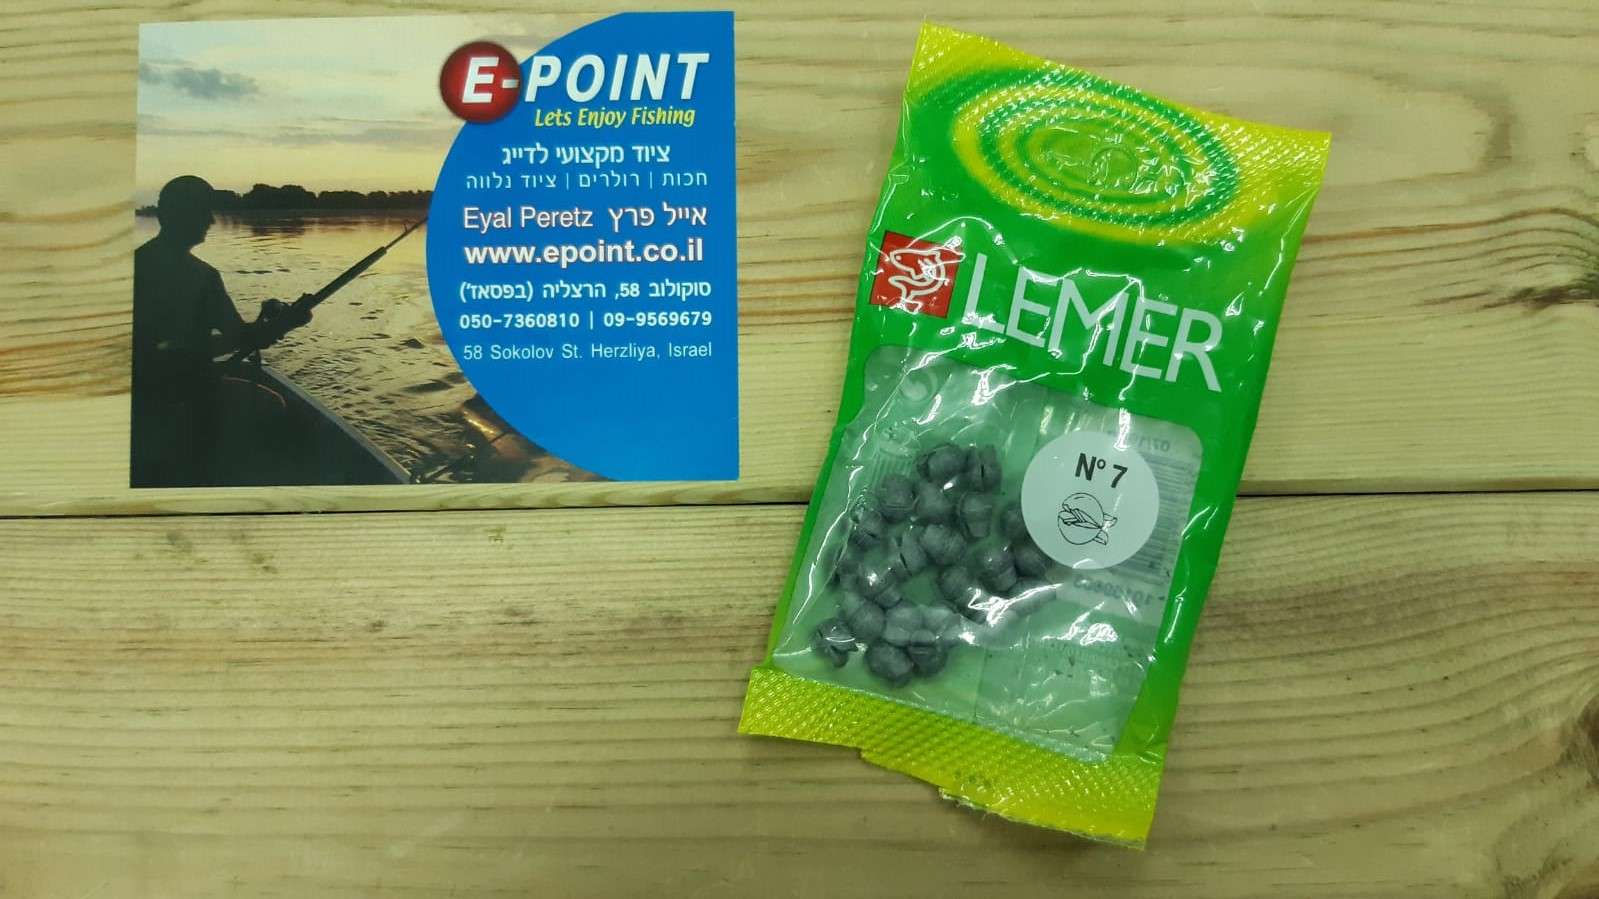 E-POINT
Lets Enjoy Fishing
ציוד מקצועי לדייג
חכות | רולרים | ציוד נלווה
אייל פרץ Eyal Peretz
www.epoint.co.il
סוקולוב 58, הרצליה (בפסאז')
050-7360810 | 09-9569679
58 Sokolov St. Herzliya, Israel
LEMER
Nº 7